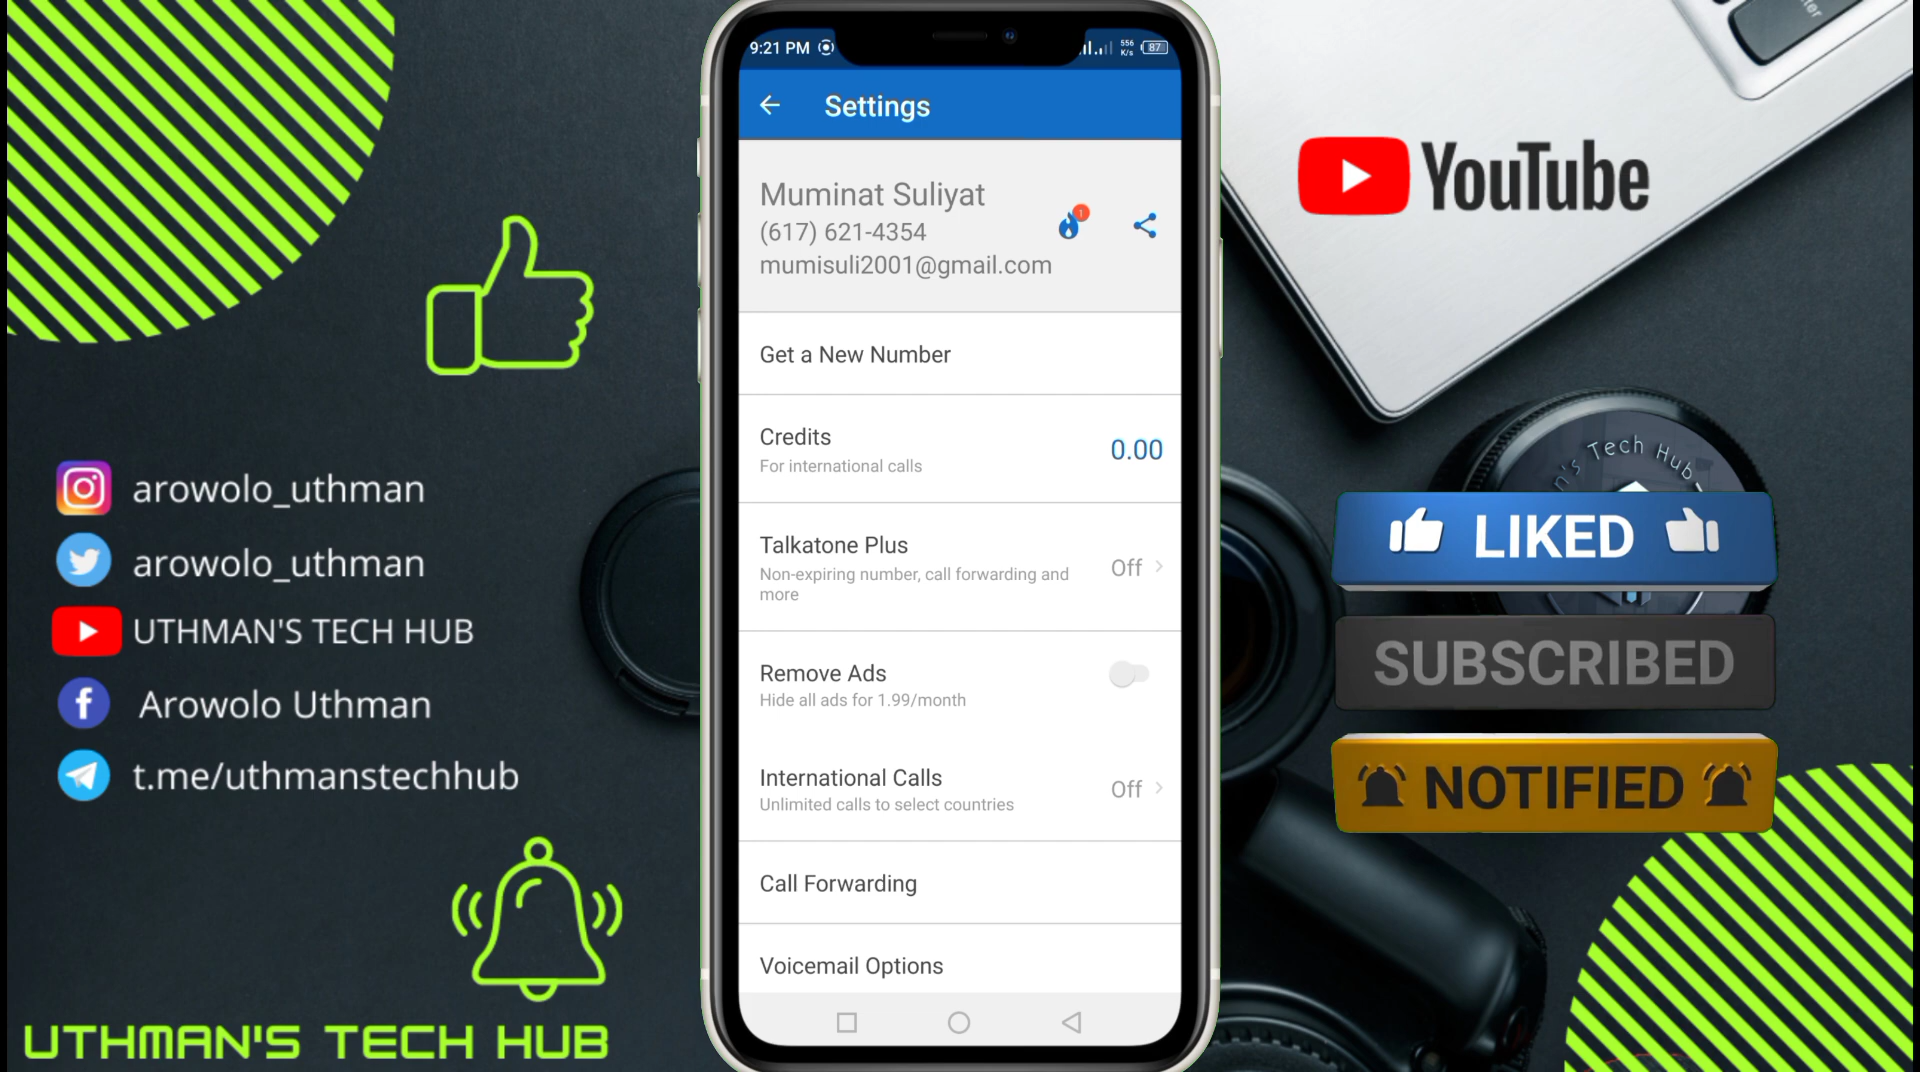 9:21 PM
556
K/s
87
Settings
Muminat Suliyat
(617) 621-4354
mumisuli2001@gmail.com
1
Get a New Number
Credits
For international calls
0.00
Talkatone Plus
Non-expiring number, call forwarding and
more
Off
Remove Ads
Hide all ads for 1.99/month
International Calls
Unlimited calls to select countries
Off
Call Forwarding
Voicemail Options
arowolo_uthman
arowolo_uthman
UTHMAN'S TECH HUB
Arowolo Uthman
t.me/uthmanstechhub
UTHMAN'S TECH HUB
YouTube
Tech Hub
LIKED
SUBSCRIBED
NOTIFIED